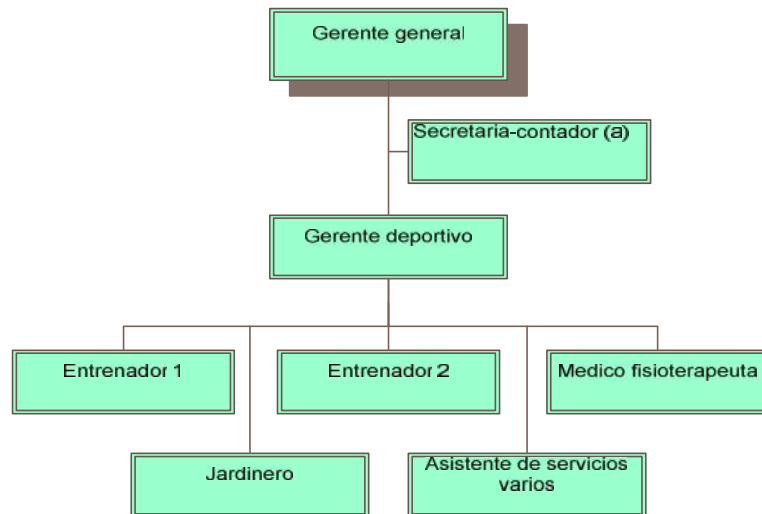 Gerente general
Secretaria-contador (a)
Gerente deportivo
Entrenador 1
Entrenador 2
Medico fisioterapeuta
Jardinero
Asistente de servicios
varios